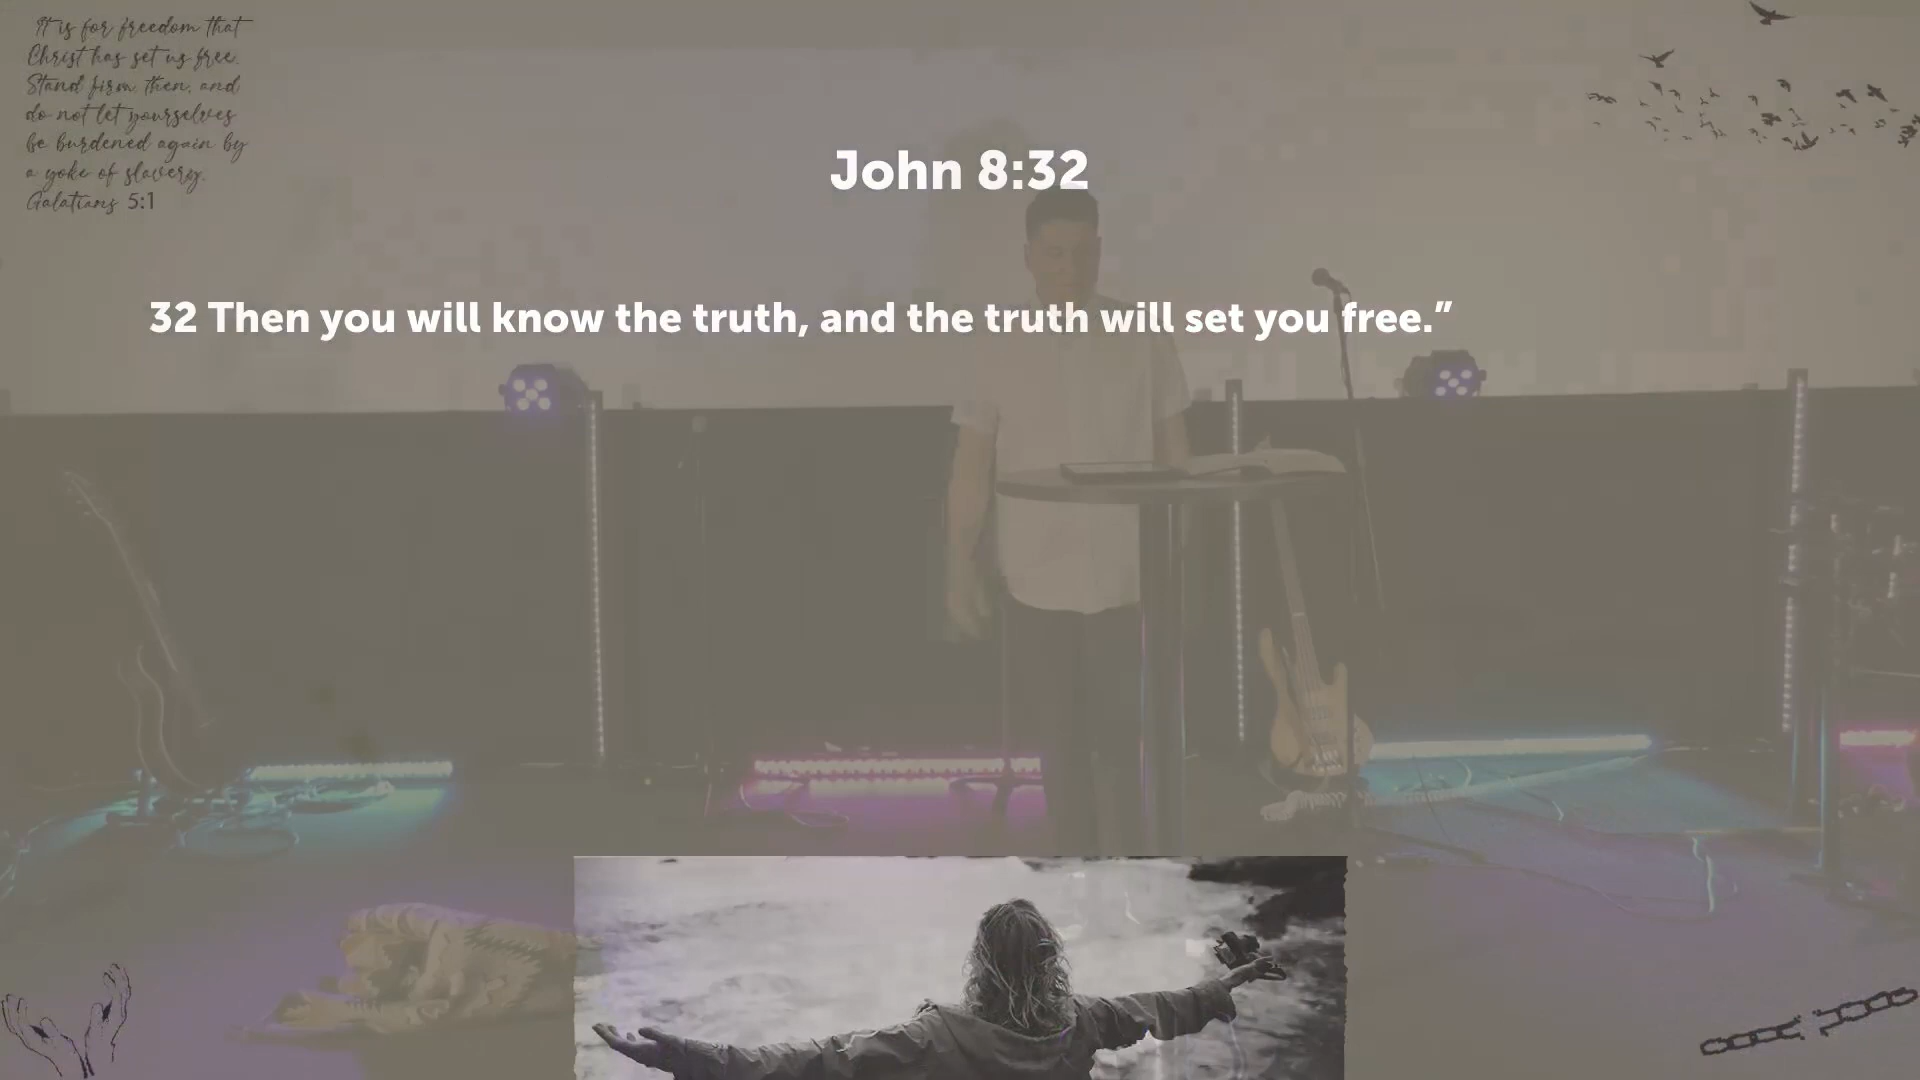 It is for freedom that
Christ has set us free.
Stand firm, then, and
do not let yourselves
be burdened again by
a yoke of slavery.
Galatians 5:1
John 8:32
32 Then you will know the truth, and the truth will set you free.”